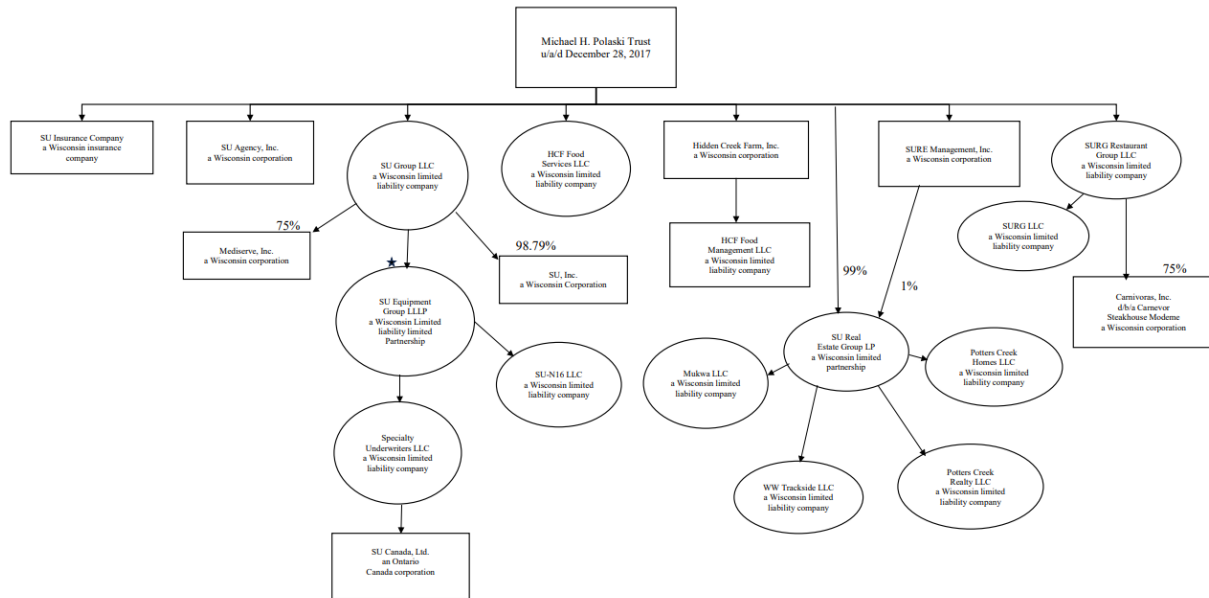 Michael H. Polaski Trust
u/a/d December 28, 2017
SU Insurance Company
a Wisconsin insurance
company
SU Agency, Inc.
a Wisconsin corporation
SU Group LLC
a Wisconsin limited
liability company
HCF Food
Services LLC
a Wisconsin limited
liability company
Hidden Creek Farm, Inc.
a Wisconsin corporation
SURE Management, Inc.
a Wisconsin corporation
SURG Restaurant
Group LLC
a Wisconsin limited
liability company
75%
Mediserve, Inc.
a Wisconsin corporation
98.79%
SU, Inc.
a Wisconsin Corporation
HCF Food
Management LLC
a Wisconsin limited
liability company
SURG LLC
a Wisconsin limited
liability company
99%
1%
75%
Carnivoras, Inc.
d/b/a Carnevor
Steakhouse Modeme
a Wisconsin corporation
SU Equipment
Group LLLP
a Wisconsin Limited
liability limited
Partnership
SU-N16 LLC
a Wisconsin limited
liability company
SU Real
Estate Group LP
a Wisconsin limited
partnership
Mukwa LLC
a Wisconsin limited
liability company
Potters Creek
Homes LLC
a Wisconsin limited
liability company
Specialty
Underwriters LLC
a Wisconsin limited
liability company
WW Trackside LLC
a Wisconsin limited
liability company
Potters Creek
Realty LLC
a Wisconsin limited
liability company
SU Canada, Ltd.
an Ontario
Canada corporation